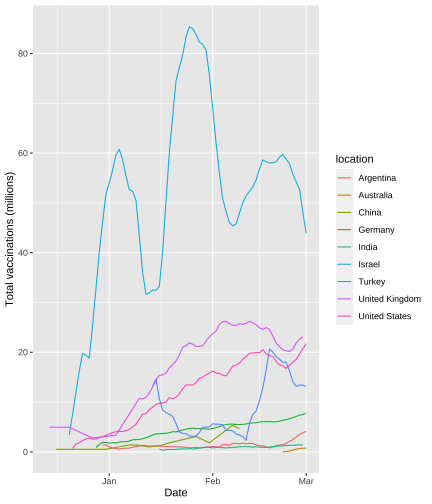 80
60
40
20
0
Total vaccinations (millions)
Jan
Feb
Mar
Date
location
Argentina
Australia
China
Germany
India
Israel
Turkey
United Kingdom
United States